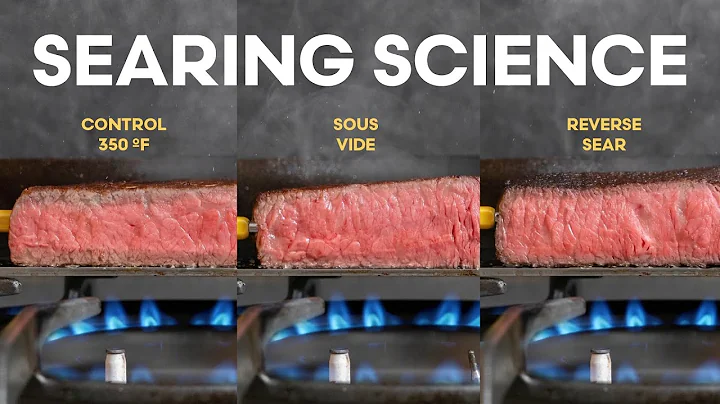 SEARING SCIENCE
CONTROL
350 ºF
SOUS
VIDE
REVERSE
SEAR